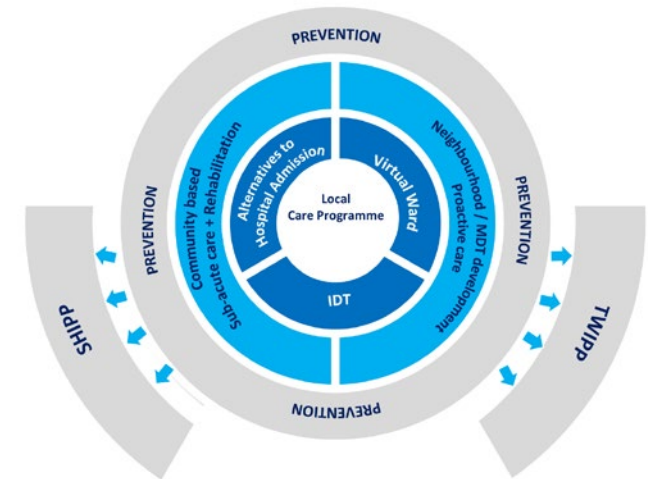 PREVENTION
Community based
Sub-acute care + Rehabilitation
Alternatives to
Hospital Admission
Virtual Ward
Neighbourhood / MDT development
Proactive care
PREVENTION
PREVENTION
Local
Care Programme
IDT
SHIPP
TWIPP
PREVENTION